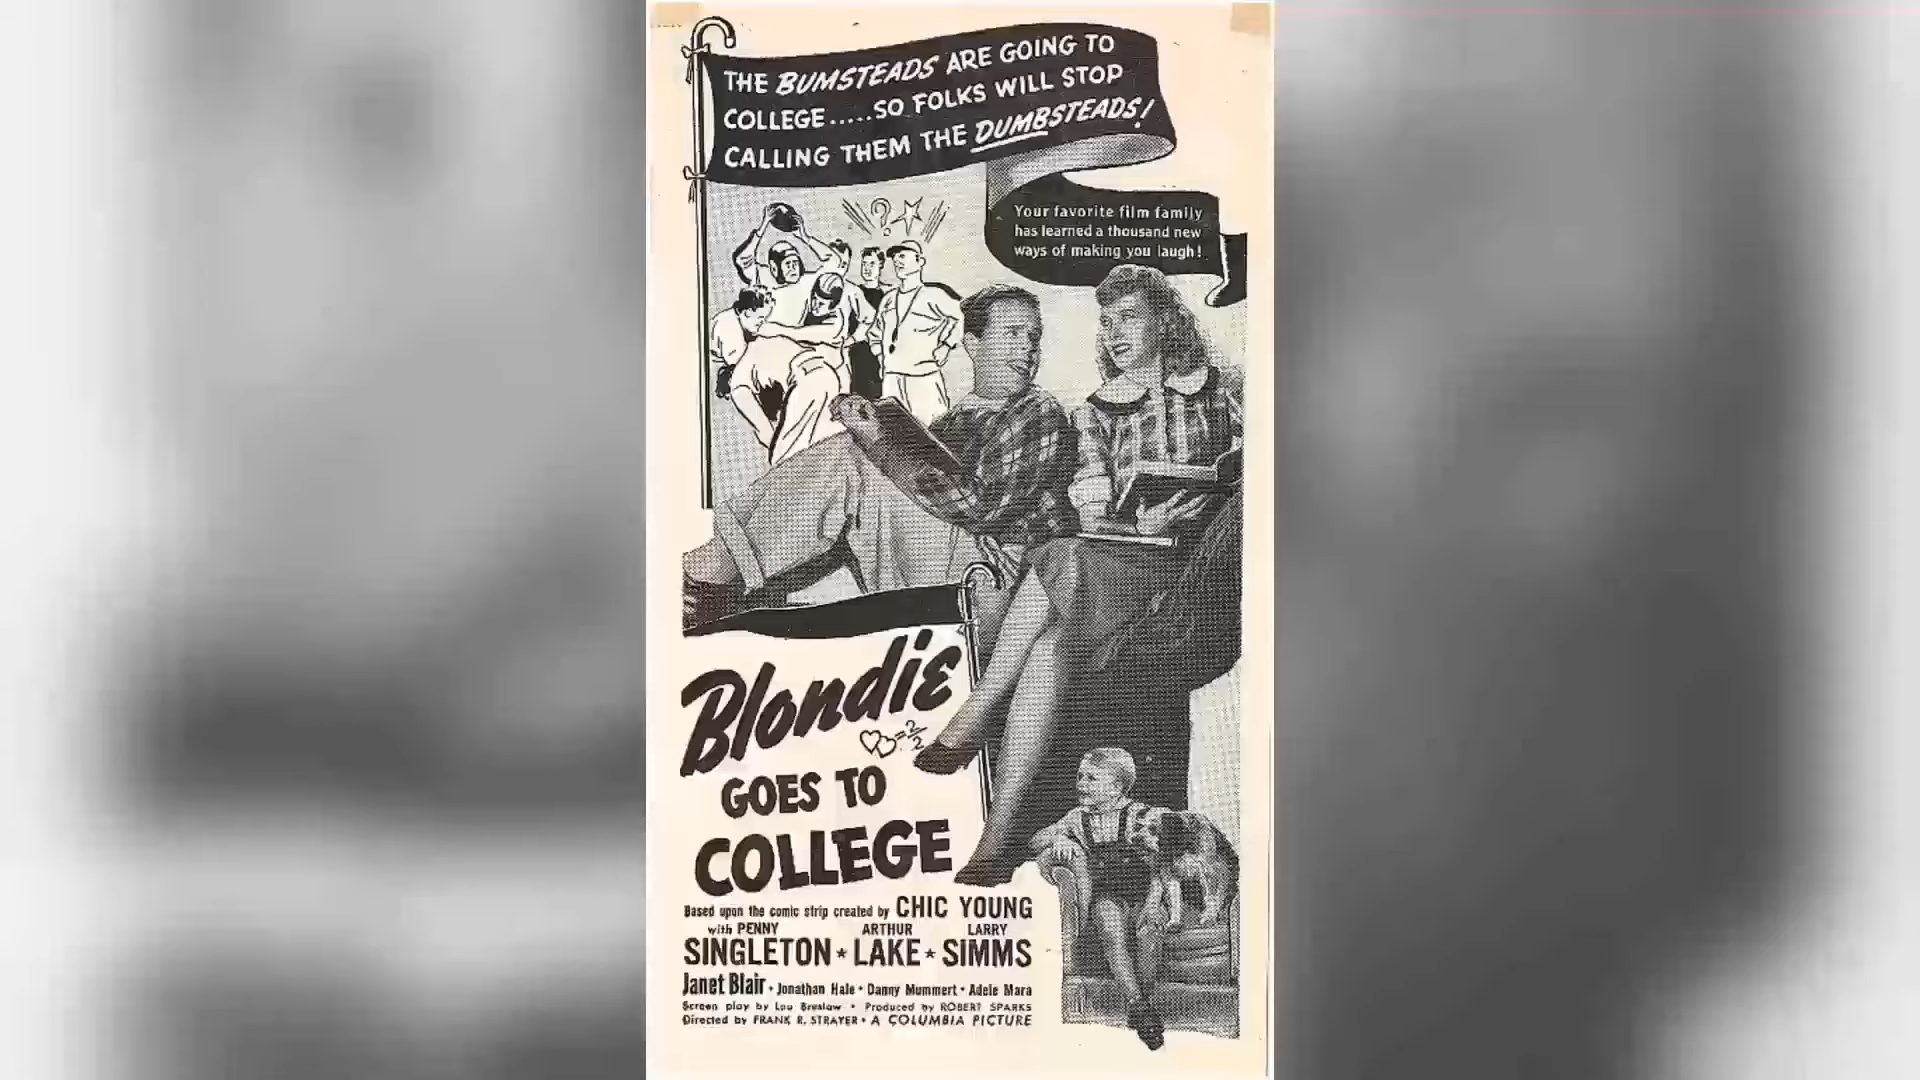 THE BUMSTEADS ARE GOING TO
COLLEGE.....SO FOLKS WILL STOP
CALLING THEM THE DUMBSTEADS!
?
Your favorite film family
has learned a thousand new
ways of making you laugh!
Blondie
=2/2
GOES TO
COLLEGE
Based upon the comic strip created by CHIC YOUNG
with PENNY ARTHUR LARRY
SINGLETON * LAKE * SIMMS
Janet Blair • Jonathan Hale • Danny Mummert • Adele Mara
Screen play by Lou Breslow • Produced by ROBERT SPARKS
Directed by FRANK R. STRAYER • A COLUMBIA PICTURE